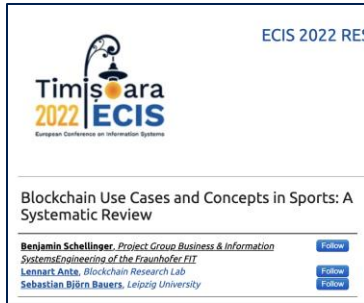 ECIS 2022 RES
Timișoara
2022 ECIS
European Conference on Information Systems
Blockchain Use Cases and Concepts in Sports: A
Systematic Review
Benjamin Schellinger, Project Group Business & Information Follow
SystemsEngineering of the Fraunhofer FIT
Lennart Ante, Blockchain Research Lab Follow
Sebastian Björn Bauers, Leipzig University Follow